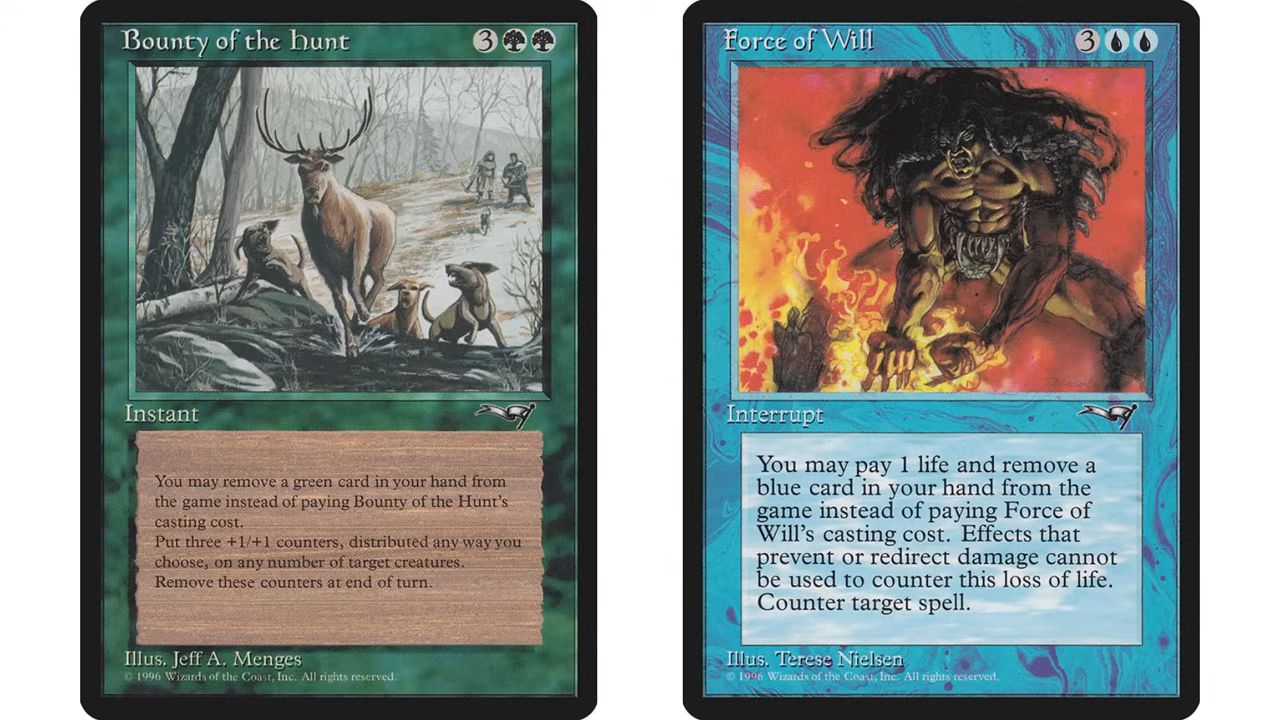 Bounty of the Hunt 3
Instant
You may remove a green card in your hand from
the game instead of paying Bounty of the Hunt's
casting cost.
Put three +1/+1 counters, distributed any way you
choose, on any number of target creatures.
Remove these counters at end of turn.
Illus. Jeff A. Menges
© 1996 Wizards of the Coast, Inc. All rights reserved.
Force of Will 3
Interrupt
You may pay 1 life and remove a
blue card in your hand from the
game instead of paying Force of
Will's casting cost. Effects that
prevent or redirect damage cannot
be used to counter this loss of life.
Counter target spell.
Illus. Terese Nielsen
© 1996 Wizards of the Coast, Inc. All rights reserved.